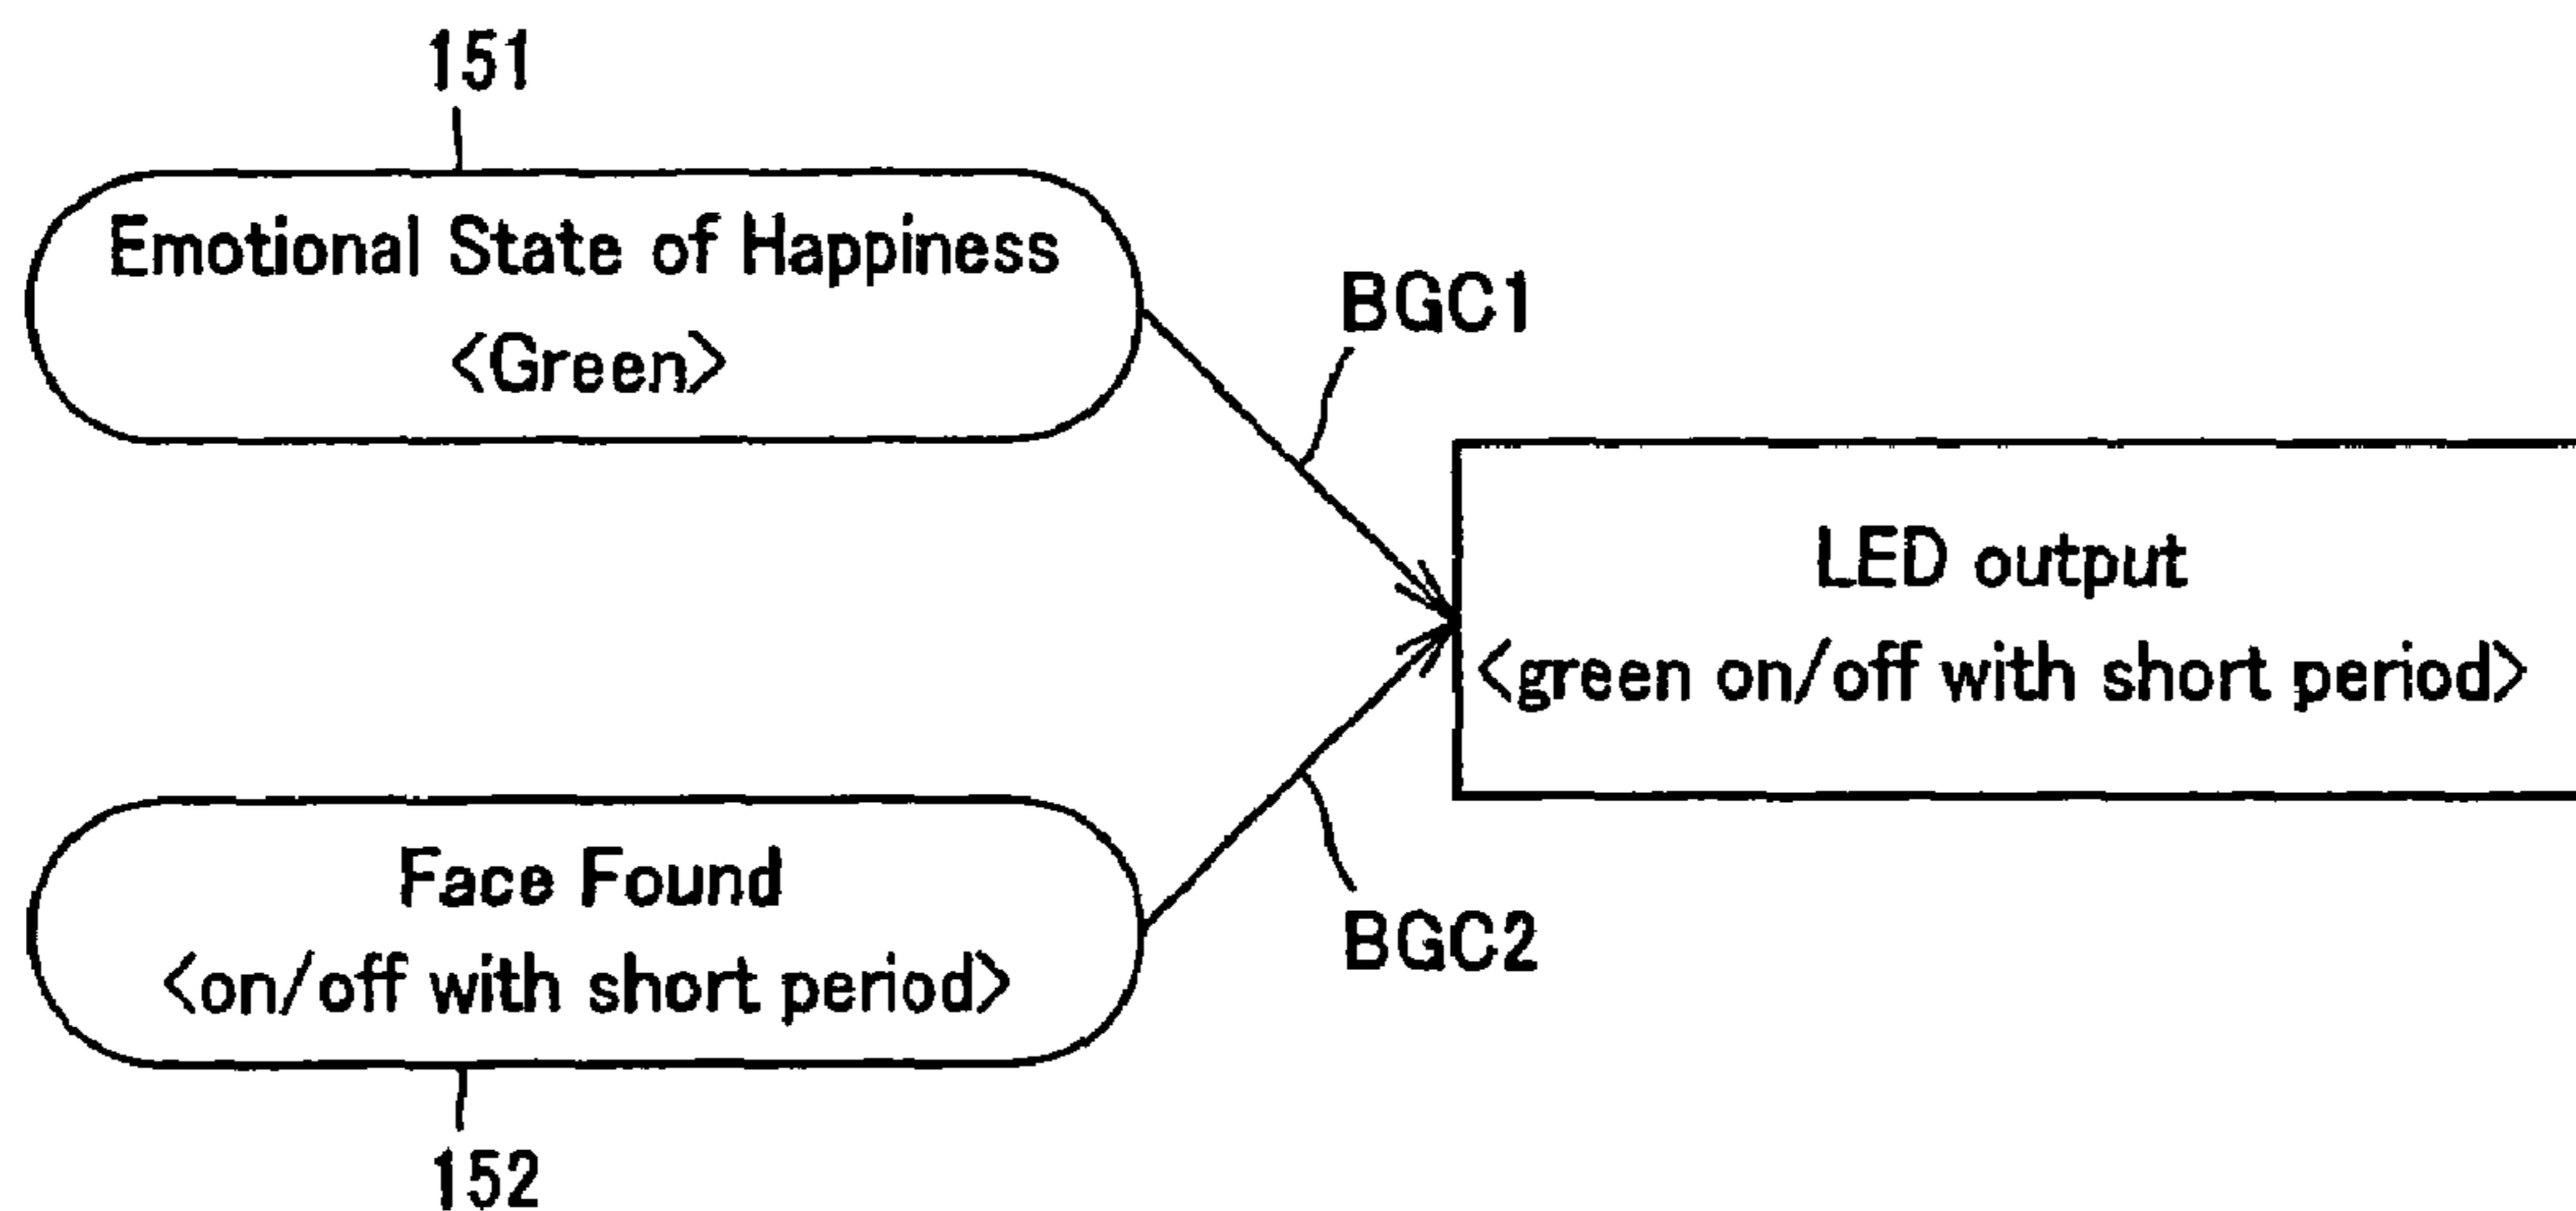 151
Emotional State of Happiness
<Green>
BGC1
LED output
<green on/off with short period>
Face Found
<on/off with short period>
BGC2
152